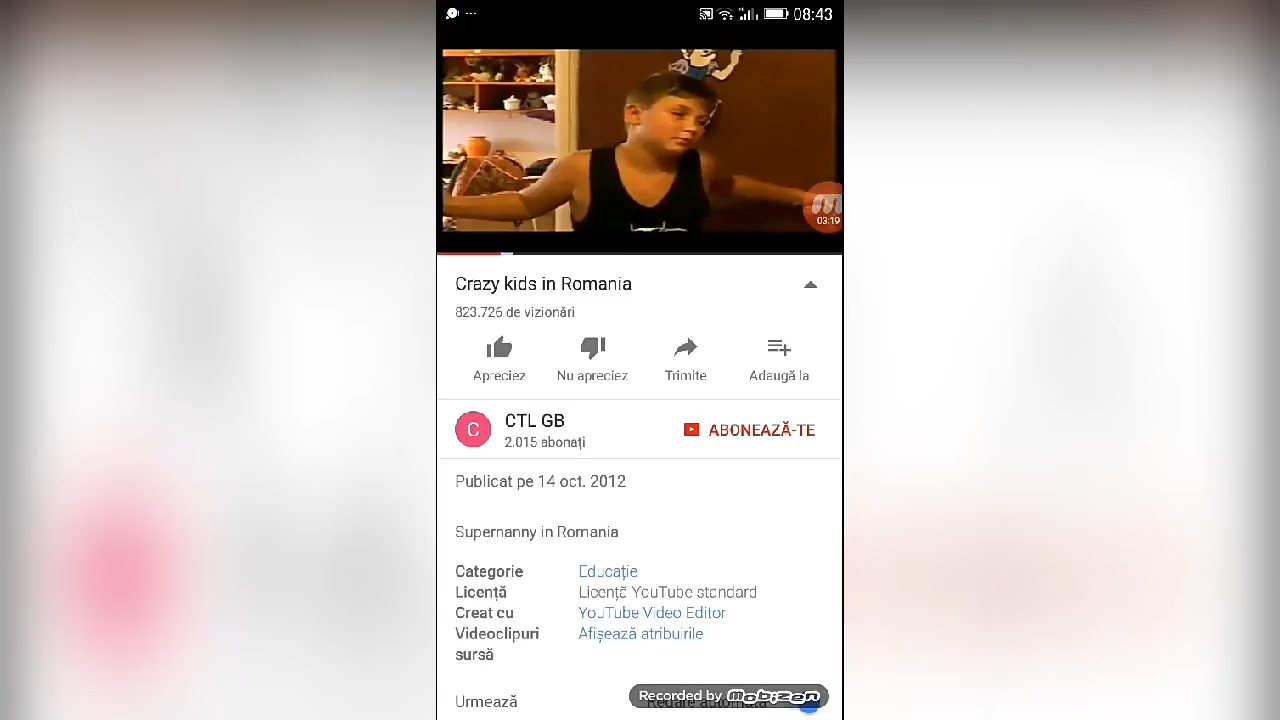 08:43
03:19
Crazy kids in Romania
823.726 de vizionări
Apreciez
Nu apreciez
Trimite
Adaugă la
C
CTL GB
2.015 abonați
ABONEAZĂ-TE
Publicat pe 14 oct. 2012
Supernanny in Romania
Categorie Educație
Licență Licență YouTube standard
Creat cu YouTube Video Editor
Videoclipuri Afișează atribuirile
sursă
Urmează
Recorded by Mobizen